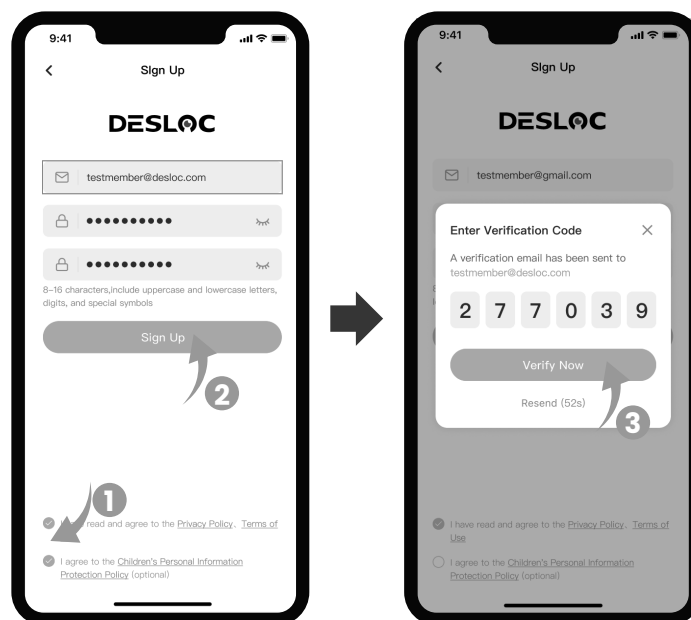 9:41
SIgn Up
DESLOC
testmember@desloc.com
8–16 characters,include uppercase and lowercase letters,
digits, and special symbols
Sign Up
2
1
read and agree to the Privacy Policy、Terms of
I agree to the Children's Personal Information
Protection Policy (optional)
9:41
SIgn Up
DESLOC
testmember@gmail.com
Enter Verification Code
A verification email has been sent to
testmember@desloc.com
2 7 7 0 3 9
Verify Now
Resend (52s)
3
I have read and agree to the Privacy Policy、Terms of
Use
I agree to the Children's Personal Information
Protection Policy (optional)